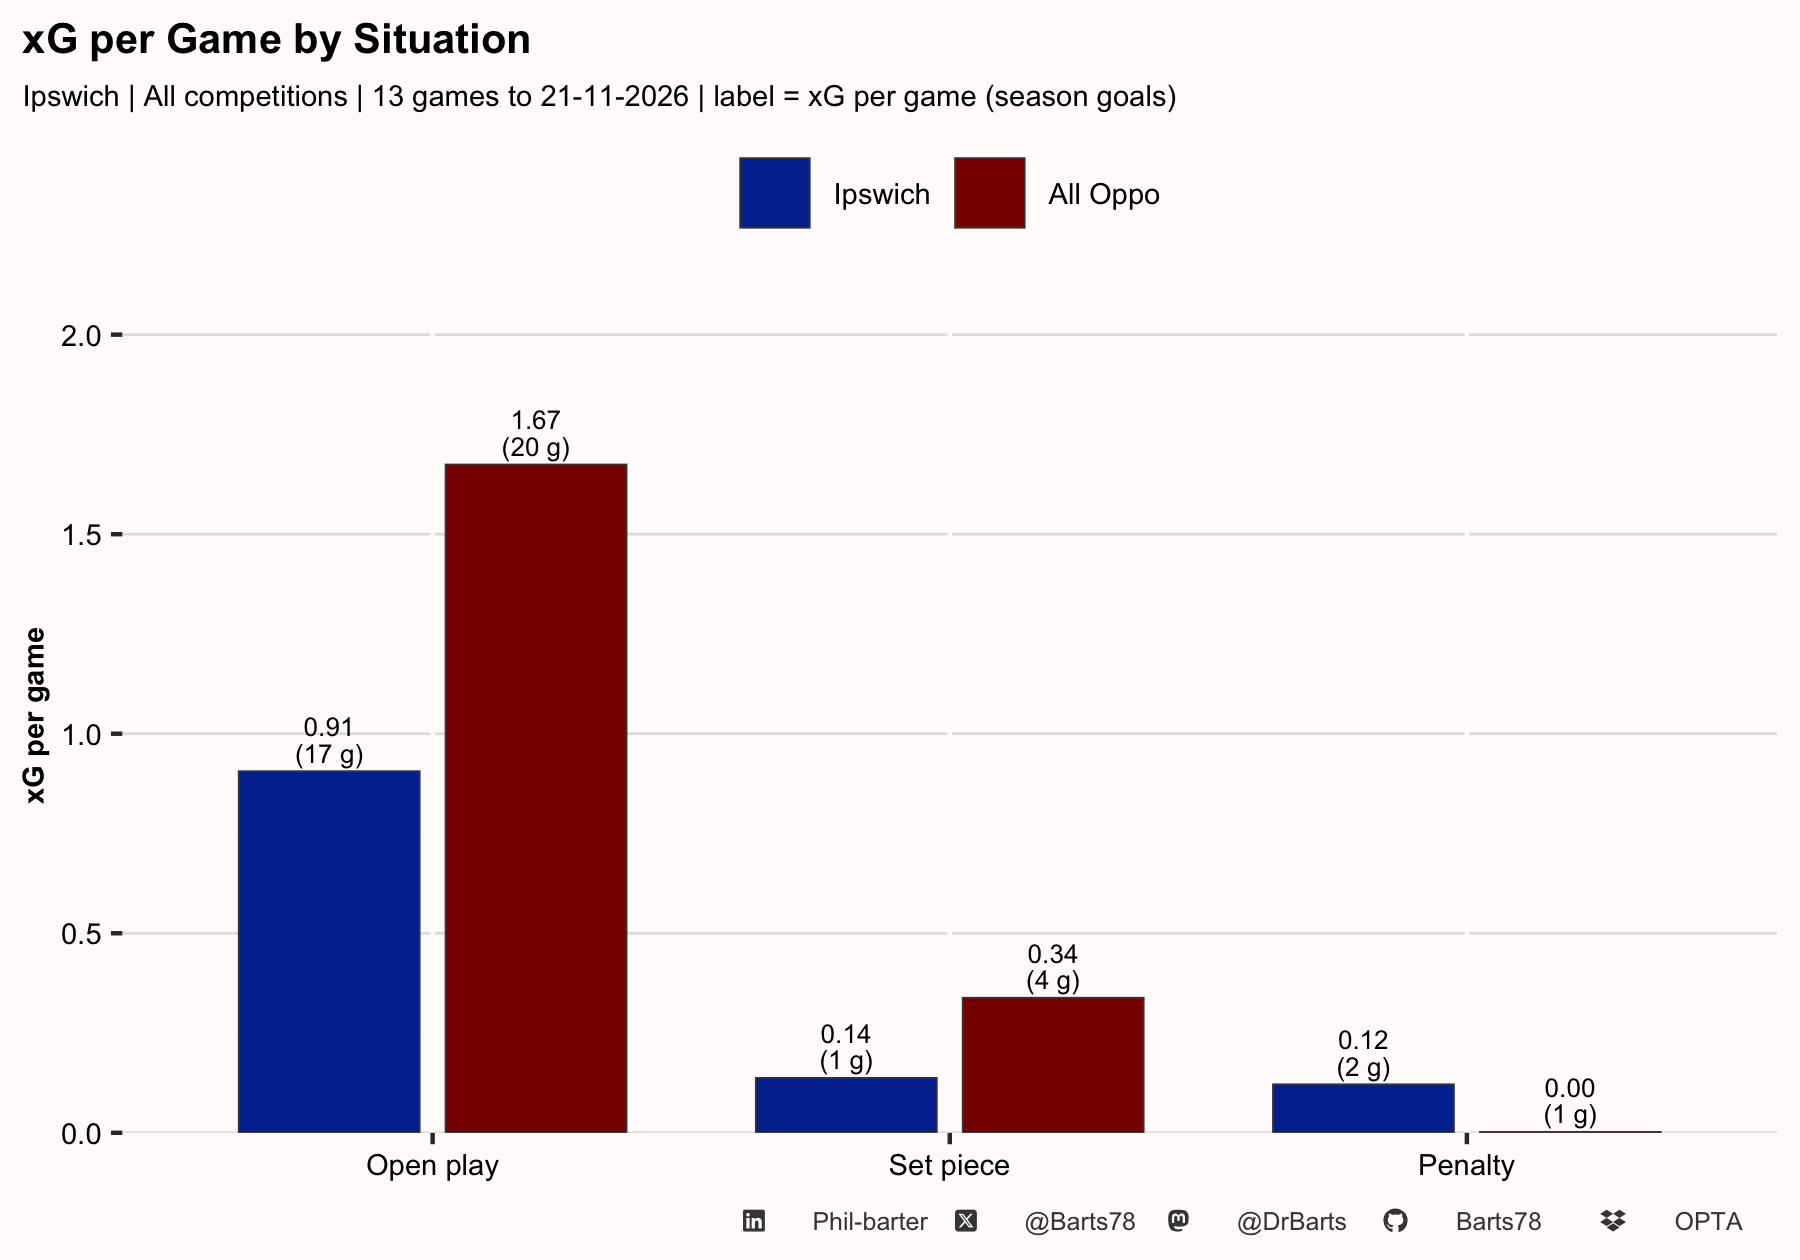 xG per Game by Situation
Ipswich | All competitions | 13 games to 21-11-2026 | label = xG per game (season goals)
Ipswich
All Oppo
xG per game
2.0
1.5
1.0
0.5
0.0
0.91
(17 g)
1.67
(20 g)
0.14
(1 g)
0.34
(4 g)
0.12
(2 g)
0.00
(1 g)
Open play
Set piece
Penalty
Phil-barter
@Barts78
@DrBarts
Barts78
OPTA